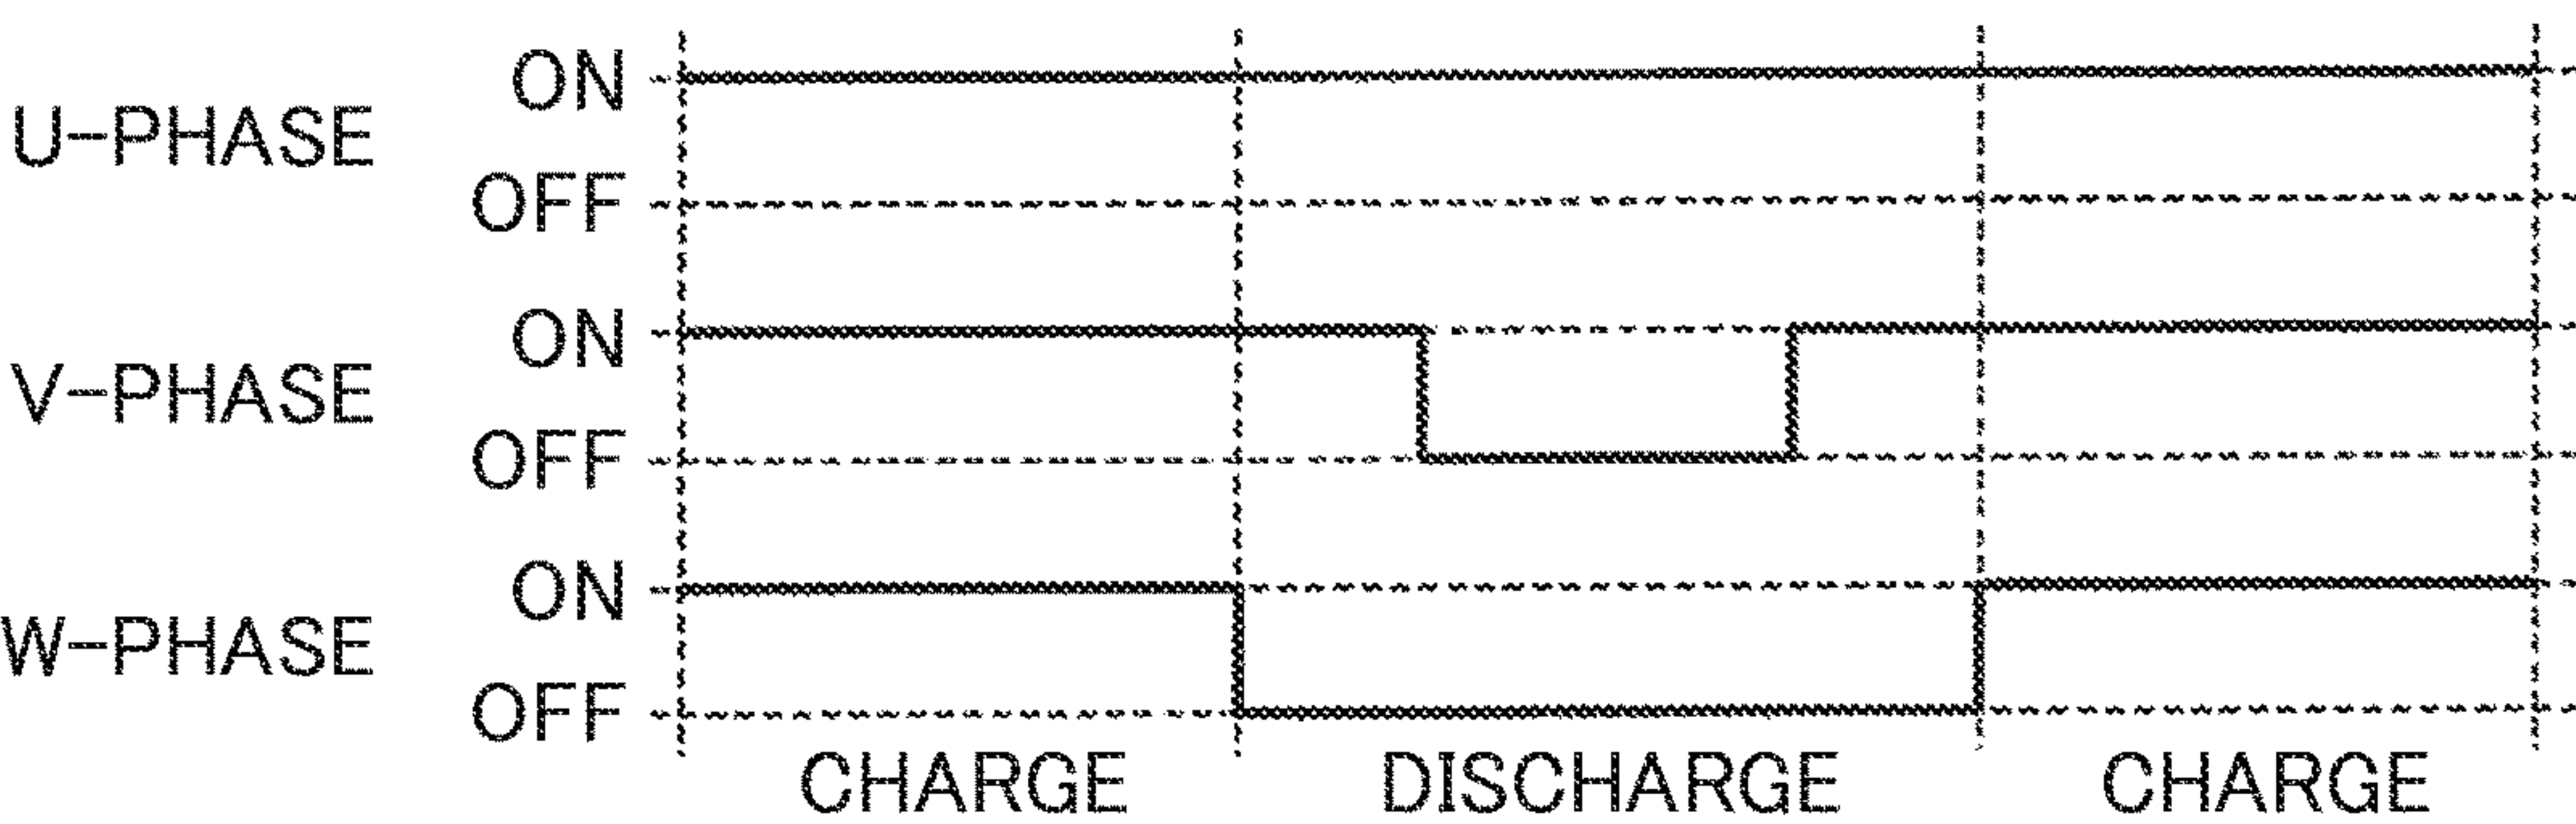 ON
U-PHASE
OFF
ON
V-PHASE
OFF
ON
W-PHASE
OFF
CHARGE DISCHARGE CHARGE